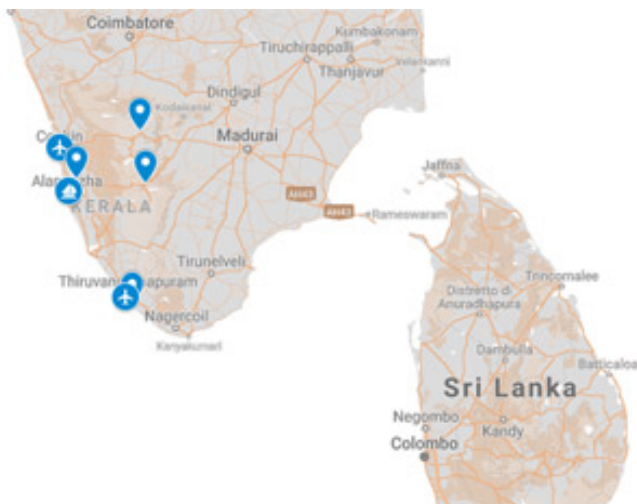 Coimbatore
Kumbakonam
Tiruchirappalli
Thanjavur
Velankanni
Kodaikanal
Dindigul
Madurai
KERALA
AH43
AH43
Rameswaram
Jaffna
Tirunelveli
Nagercoil
Kanyakumari
Trincomalee
Distretto di
Anuradhapura
Dambulla
Batticaloa
Sri Lanka
Negombo
Kandy
Colombo